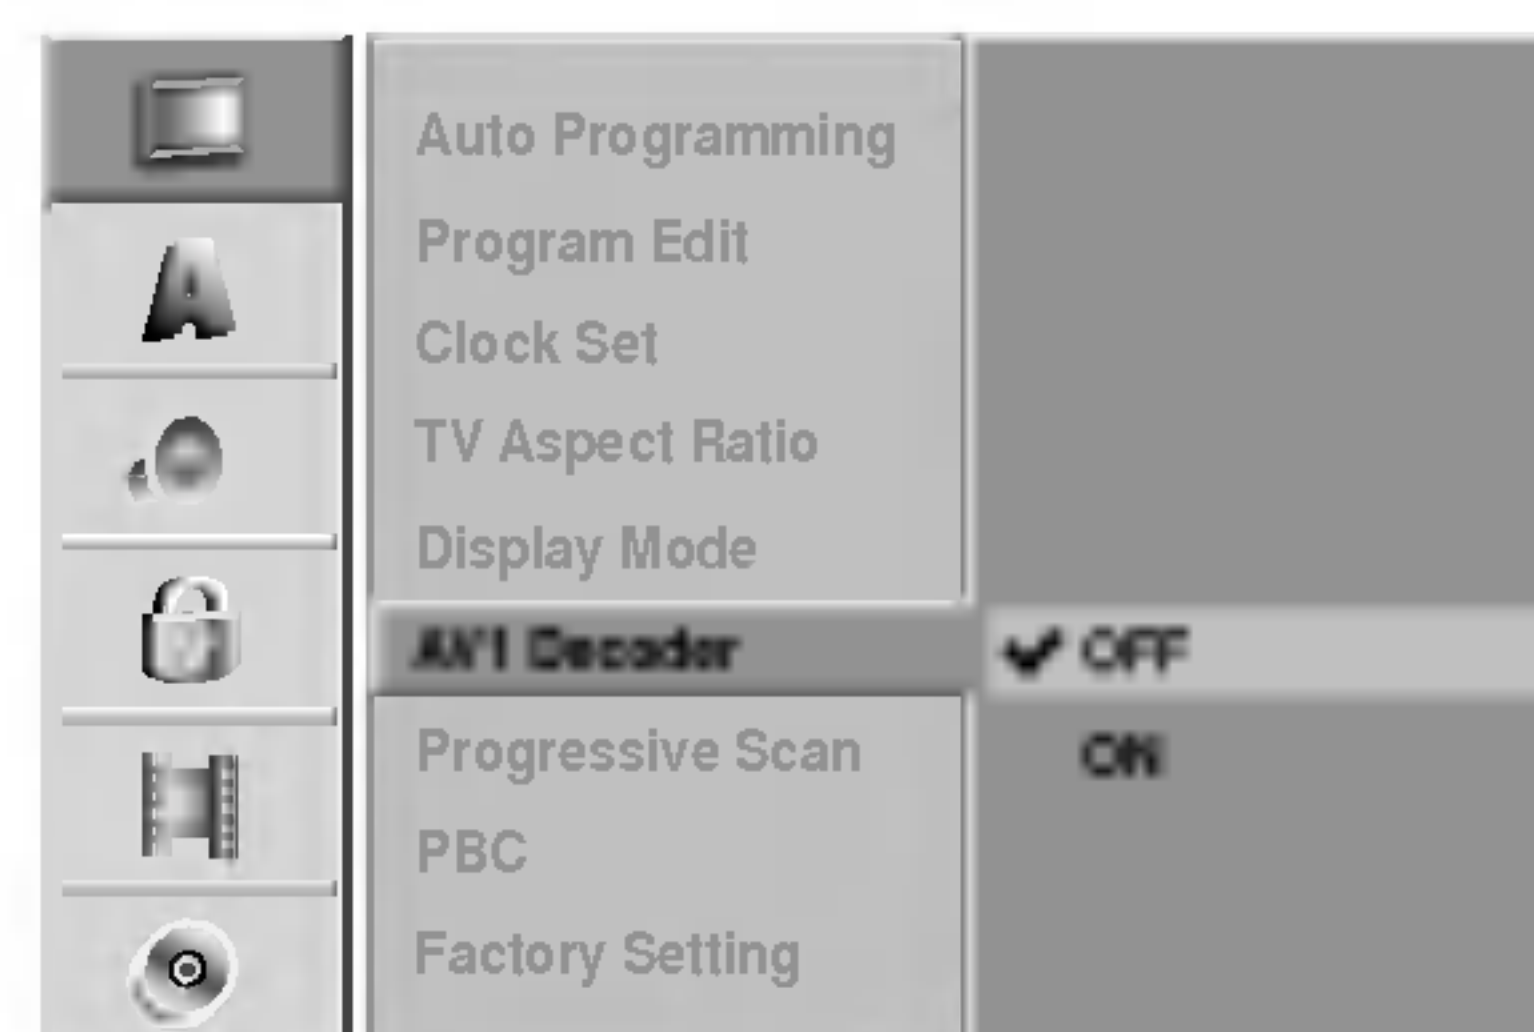 Auto Programming
Program Edit
Clock Set
TV Aspect Ratio
Display Mode
AV1 Decoder
✔ OFF
ON
Progressive Scan
PBC
Factory Setting